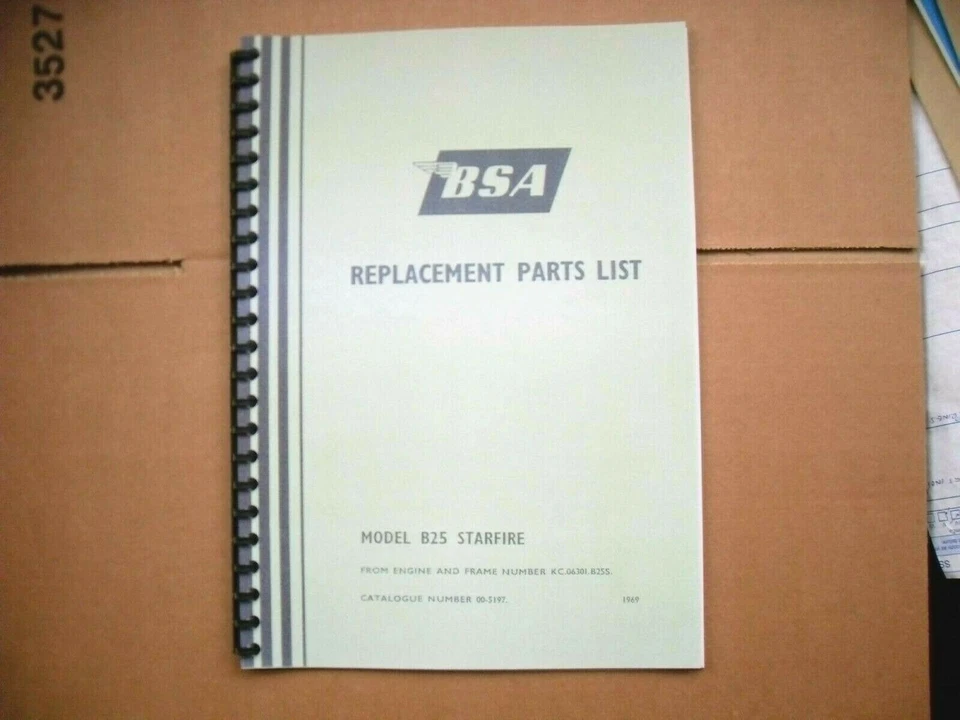 3527
BSA
REPLACEMENT PARTS LIST
MODEL B25 STARFIRE
FROM ENGINE AND FRAME NUMBER KC.06301.B25S.
CATALOGUE NUMBER 00-5197. 1969